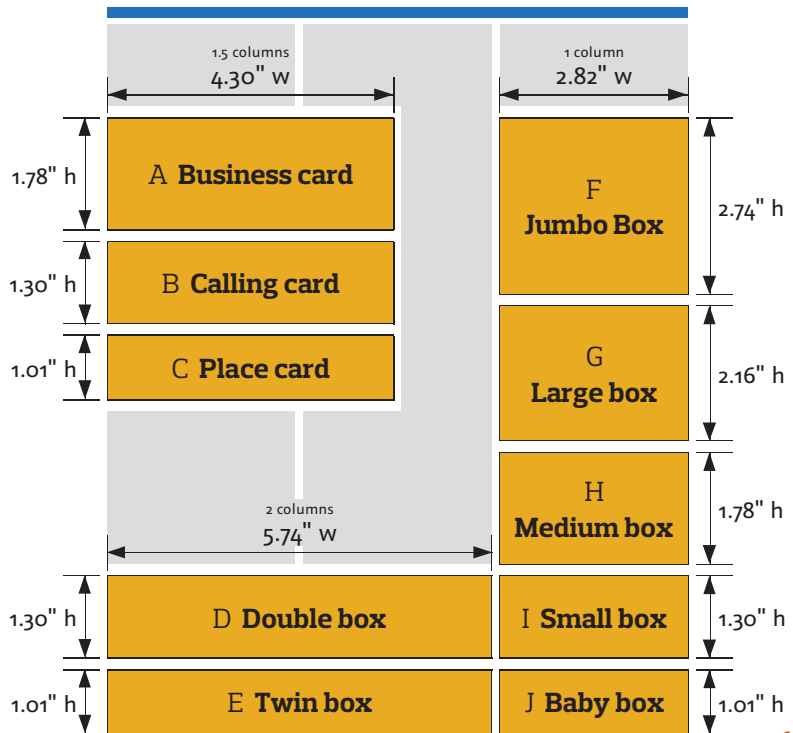 1.5 columns
4.30" w
1 column
2.82" w
1.78" h
A Business card
F
Jumbo Box
2.74" h
1.30" h
B Calling card
1.01" h
C Place card
G
Large box
2.16" h
H
Medium box
1.78" h
2 columns
5.74" w
1.30" h
D Double box
I Small box
1.30" h
1.01" h
E Twin box
J Baby box
1.01" h